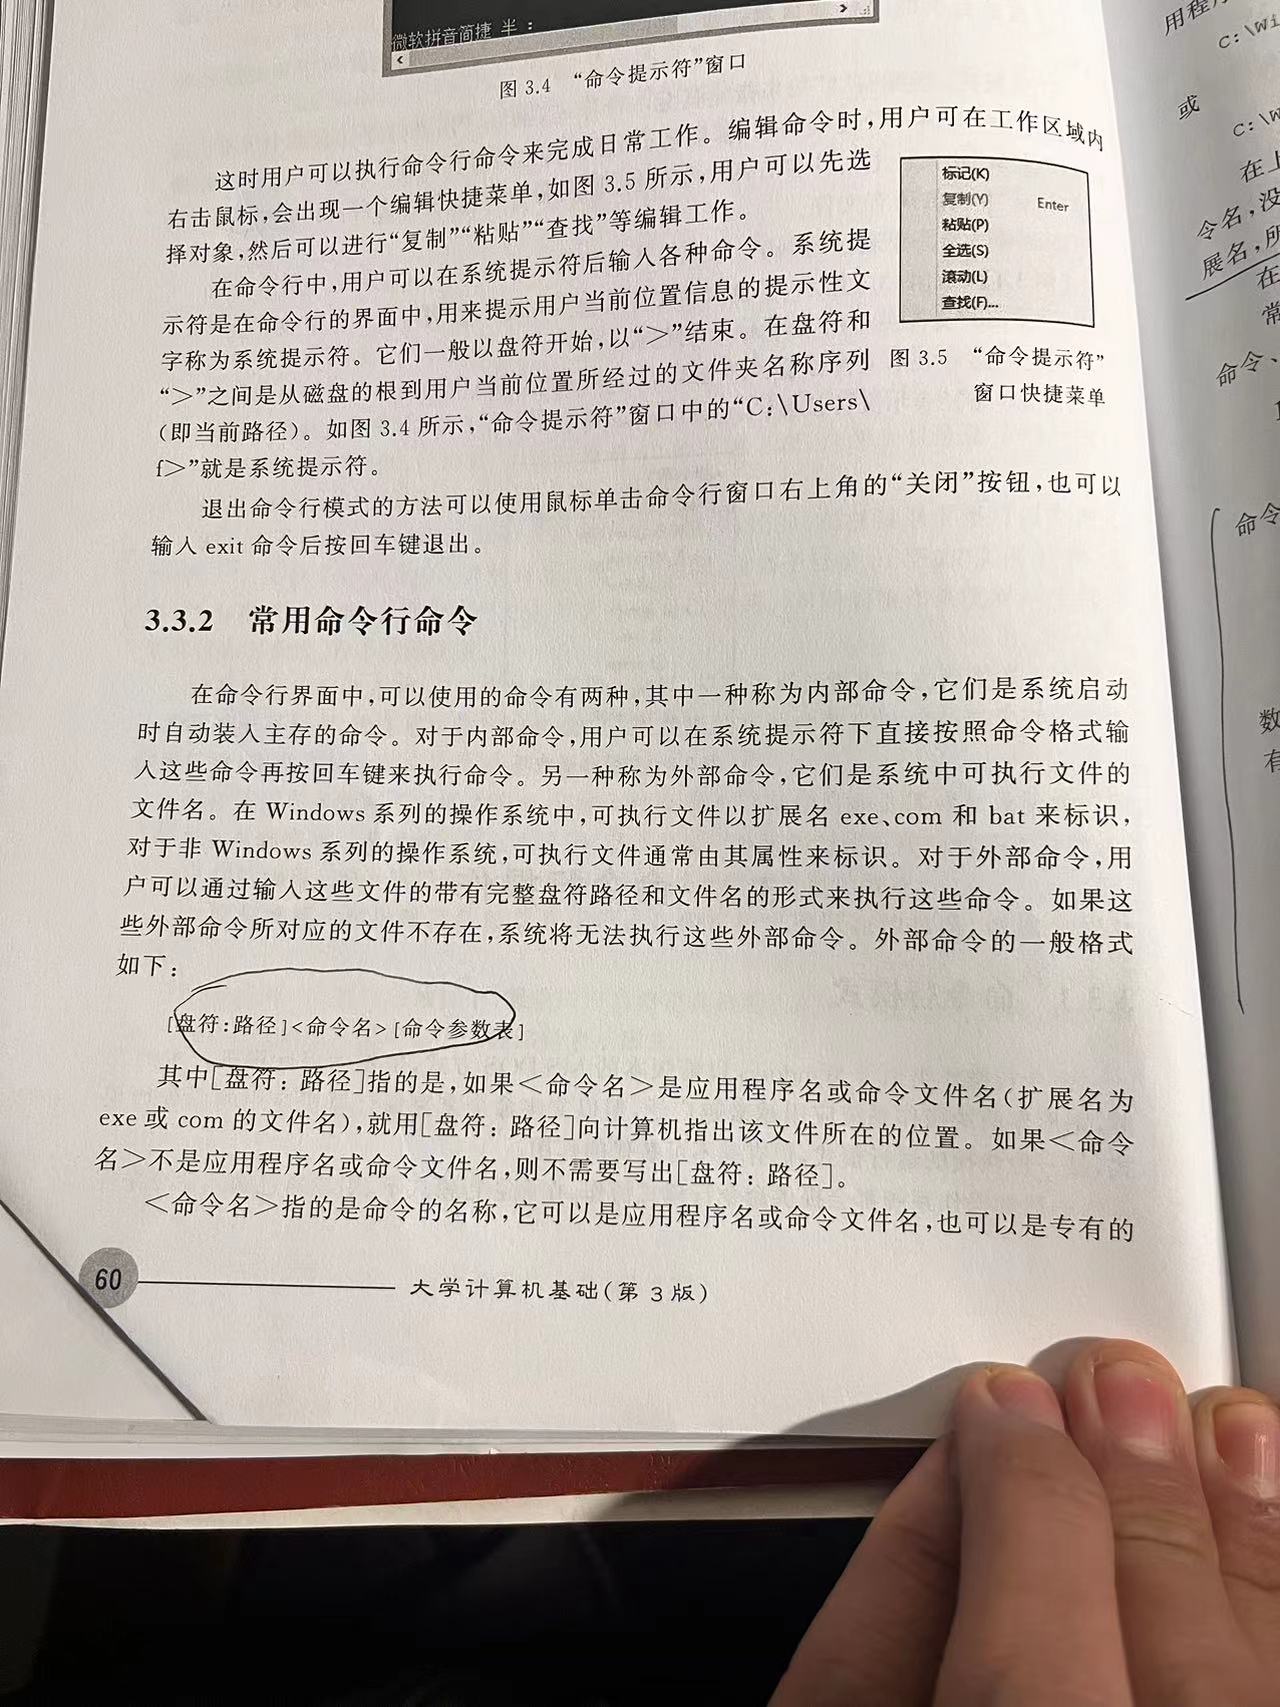 微软拼音简捷 半 :
图 3.4 “命令提示符”窗口
这时用户可以执行命令行命令来完成日常工作。编辑命令时,用户可在工作区域内
右击鼠标,会出现一个编辑快捷菜单,如图 3.5 所示,用户可以先选
择对象,然后可以进行“复制”“粘贴”“查找”等编辑工作。
在命令行中,用户可以在系统提示符后输入各种命令。系统提
示符是在命令行的界面中,用来提示用户当前位置信息的提示性文
字称为系统提示符。它们一般以盘符开始,以“>”结束。在盘符和
“>”之间是从磁盘的根到用户当前位置所经过的文件夹名称序列
(即当前路径)。如图 3.4 所示,“命令提示符”窗口中的“C:\Users\
f>”就是系统提示符。
标记(K)
复制(Y) Enter
粘贴(P)
全选(S)
滚动(L)
查找(F)...
图 3.5 “命令提示符”
窗口快捷菜单
退出命令行模式的方法可以使用鼠标单击命令行窗口右上角的“关闭”按钮,也可以
输入 exit 命令后按回车键退出。
3.3.2 常用命令行命令
在命令行界面中,可以使用的命令有两种,其中一种称为内部命令,它们是系统启动
时自动装入主存的命令。对于内部命令,用户可以在系统提示符下直接按照命令格式输
入这些命令再按回车键来执行命令。另一种称为外部命令,它们是系统中可执行文件的
文件名。在 Windows 系列的操作系统中,可执行文件以扩展名 exe、com 和 bat 来标识,
对于非 Windows 系列的操作系统,可执行文件通常由其属性来标识。对于外部命令,用
户可以通过输入这些文件的带有完整盘符路径和文件名的形式来执行这些命令。如果这
些外部命令所对应的文件不存在,系统将无法执行这些外部命令。外部命令的一般格式
如下:
[盘符:路径]<命令名>[命令参数表]
其中[盘符: 路径]指的是,如果<命令名>是应用程序名或命令文件名(扩展名为
exe 或 com 的文件名),就用[盘符: 路径]向计算机指出该文件所在的位置。如果<命令
名>不是应用程序名或命令文件名,则不需要写出[盘符: 路径]。
<命令名>指的是命令的名称,它可以是应用程序名或命令文件名,也可以是专有的
60 大学计算机基础(第 3 版)
用程
C:\Wi
或
C:\W
在上
令名,没
展名,所
在
常
命令、
命令
数
有